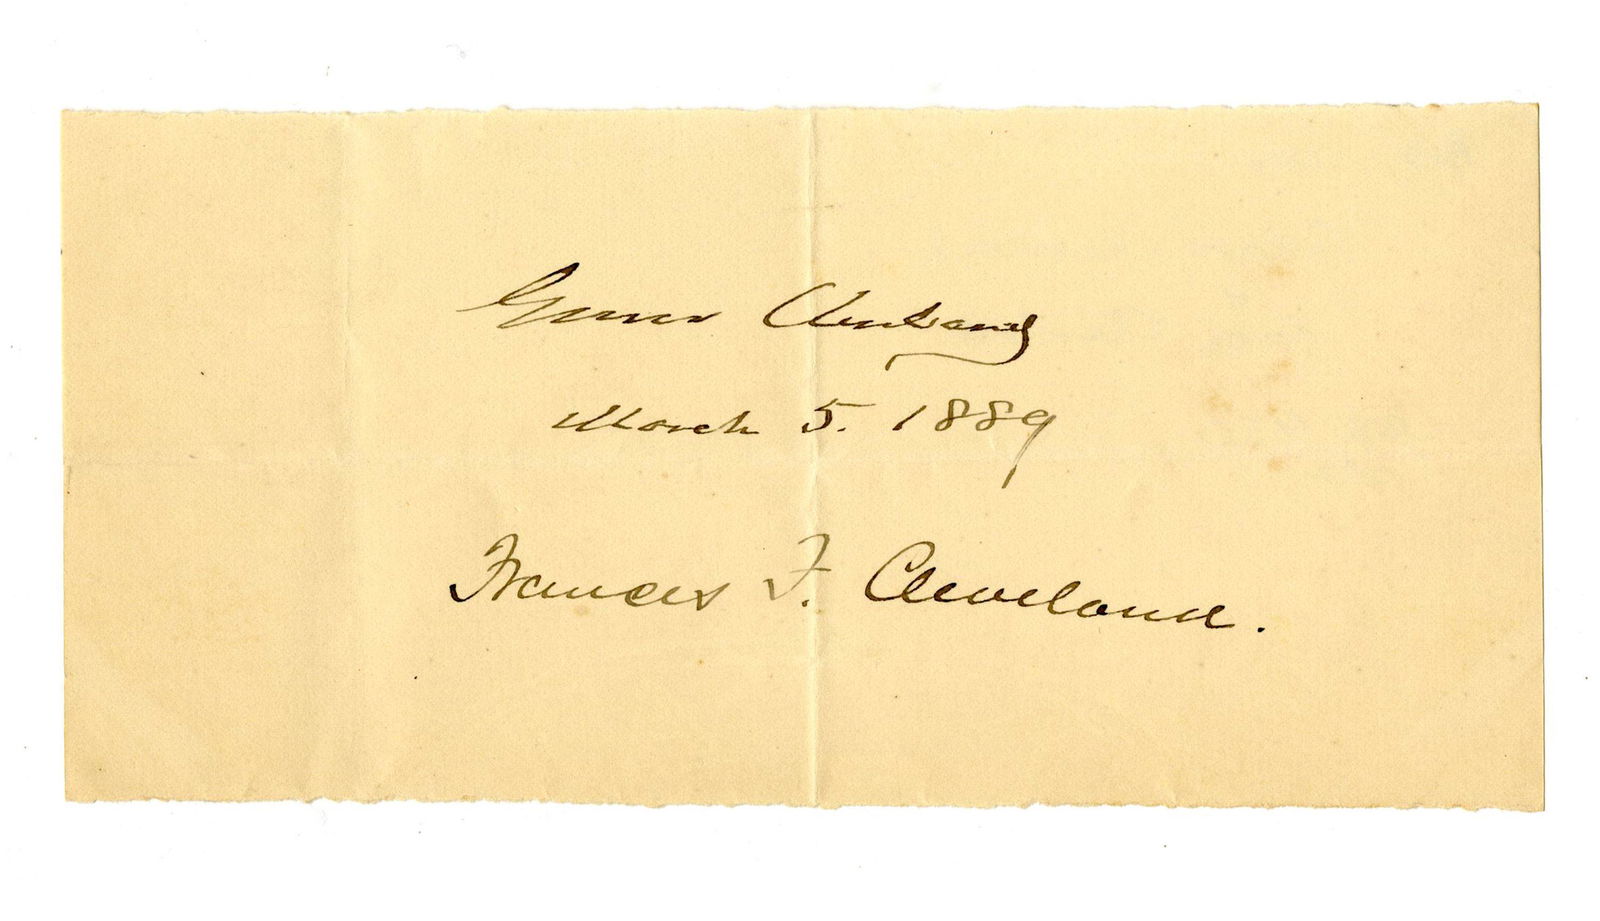 Grover Cleveland
March 5. 1889
Frances F. Cleveland.